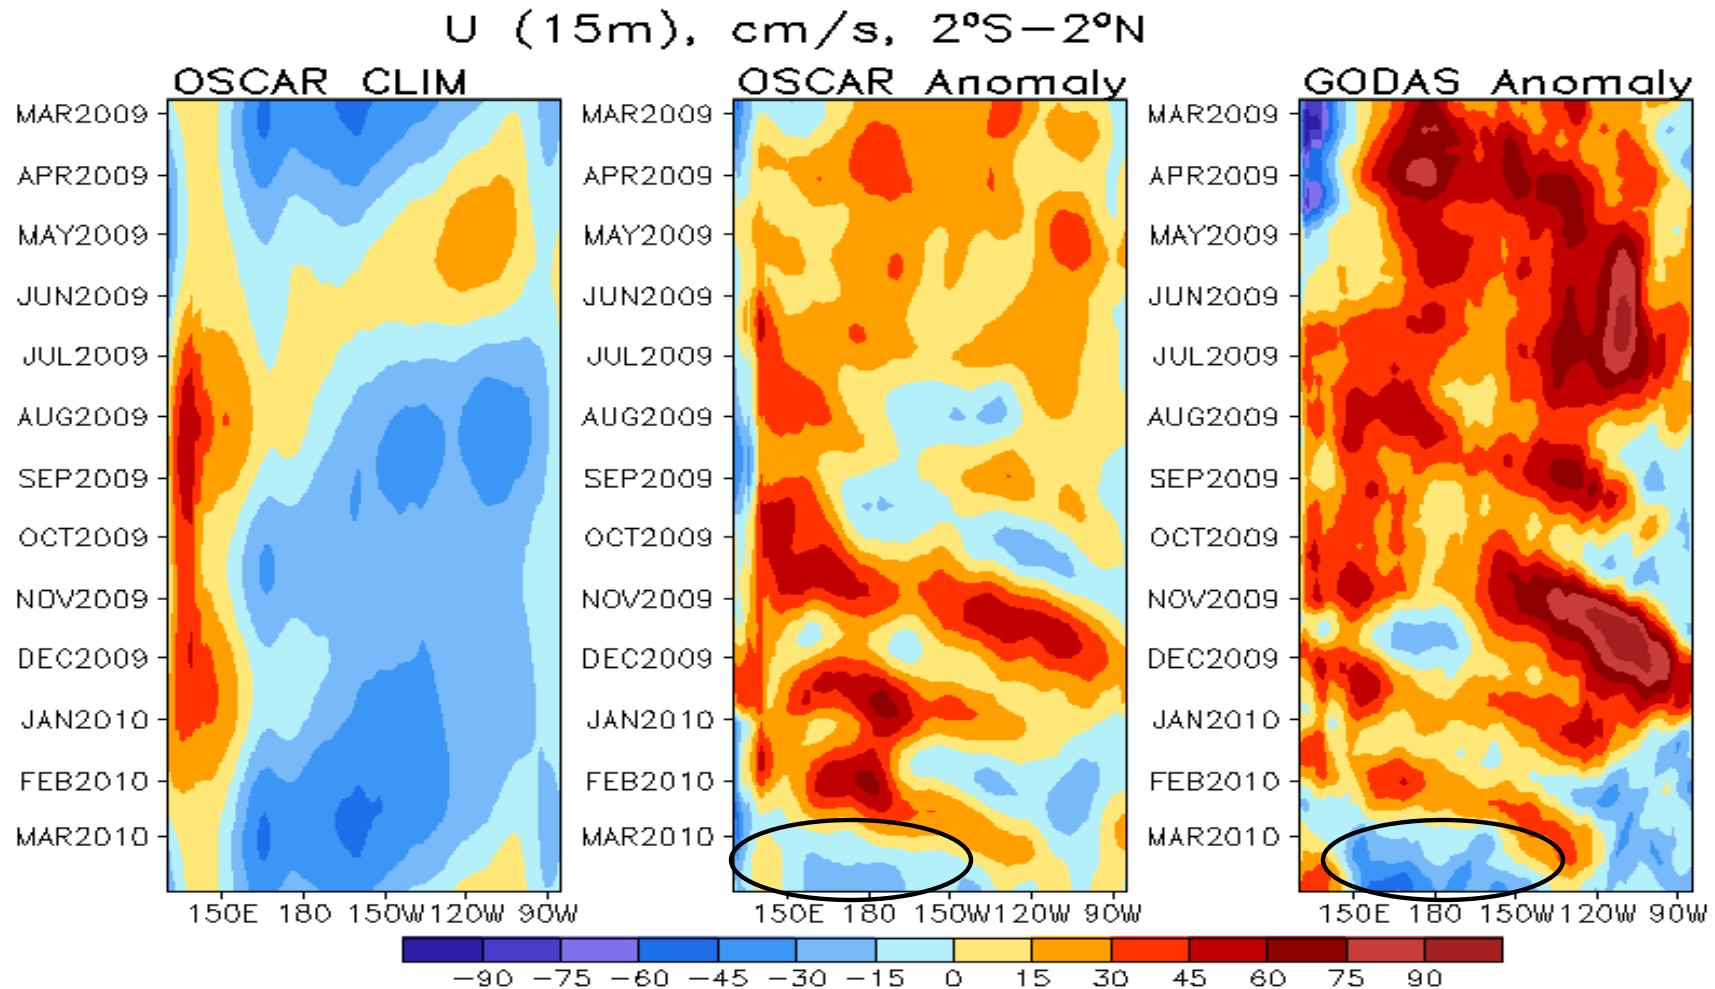 U (15m), cm/s, 2°S−2°N
OSCAR CLIM
OSCAR Anomaly
GODAS Anomaly
MAR2009
APR2009
MAY2009
JUN2009
JUL2009
AUG2009
SEP2009
OCT2009
NOV2009
DEC2009
JAN2010
FEB2010
MAR2010
150E 180 150W 120W 90W
MAR2009
APR2009
MAY2009
JUN2009
JUL2009
AUG2009
SEP2009
OCT2009
NOV2009
DEC2009
JAN2010
FEB2010
MAR2010
150E 180 150W 120W 90W
MAR2009
APR2009
MAY2009
JUN2009
JUL2009
AUG2009
SEP2009
OCT2009
NOV2009
DEC2009
JAN2010
FEB2010
MAR2010
150E 180 150W 120W 90W
−90 −75 −60 −45 −30 −15 0 15 30 45 60 75 90